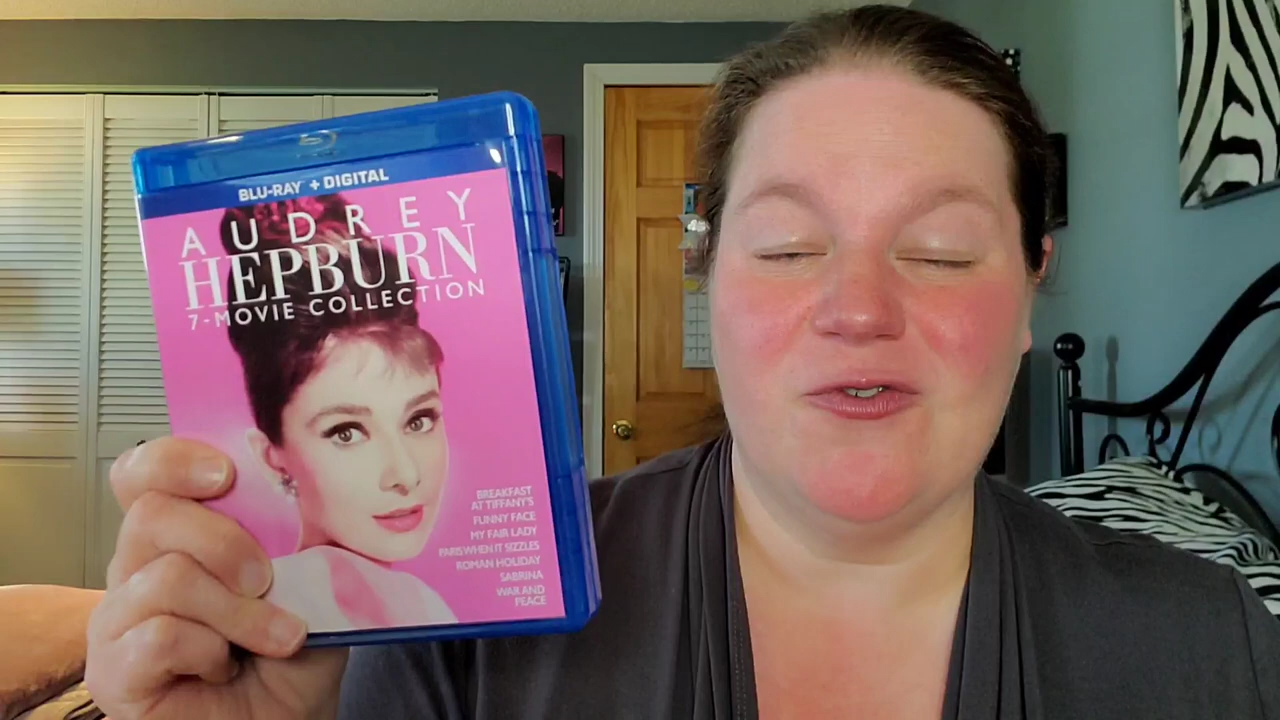 BLU-RAY + DIGITAL
AUDREY
HEPBURN
7-MOVIE COLLECTION
BREAKFAST
AT TIFFANY'S
FUNNY FACE
MY FAIR LADY
PARIS WHEN IT SIZZLES
ROMAN HOLIDAY
SABRINA
WAR AND
PEACE